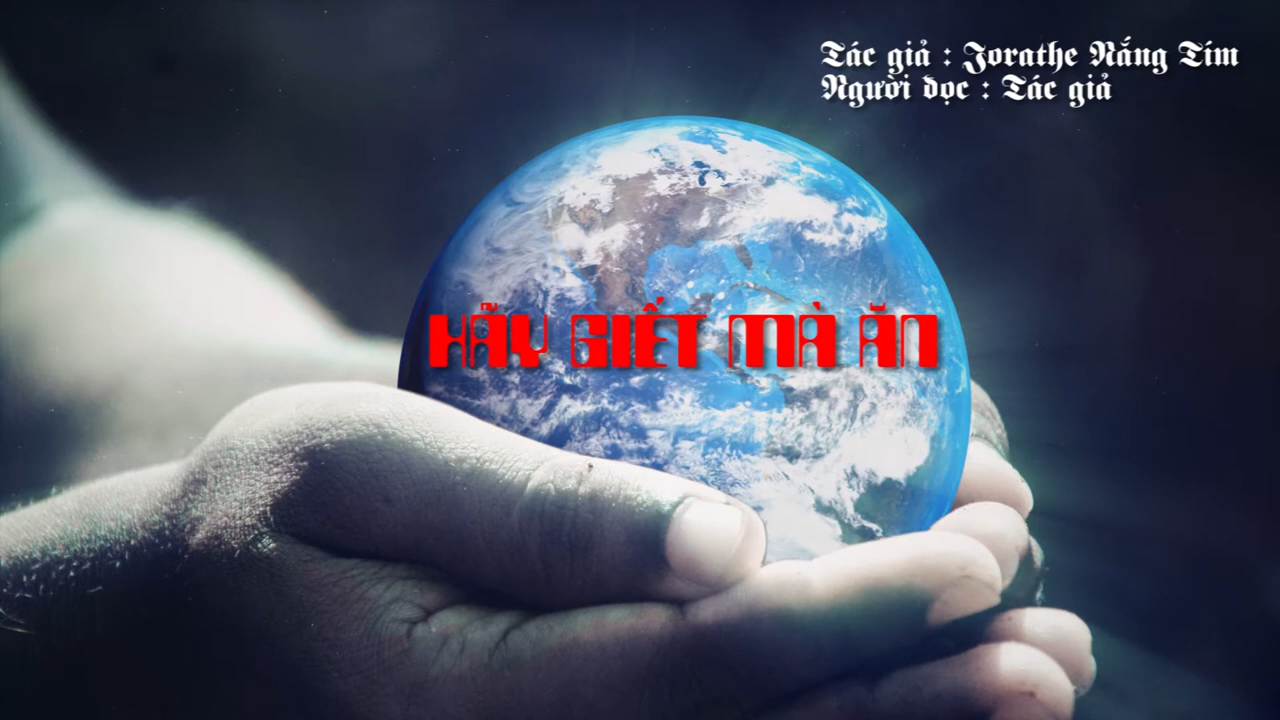 Tác giả : Jorathe Nắng Tím
Người đọc : Tác giả
HÃY GIẾT MÀ ĂN